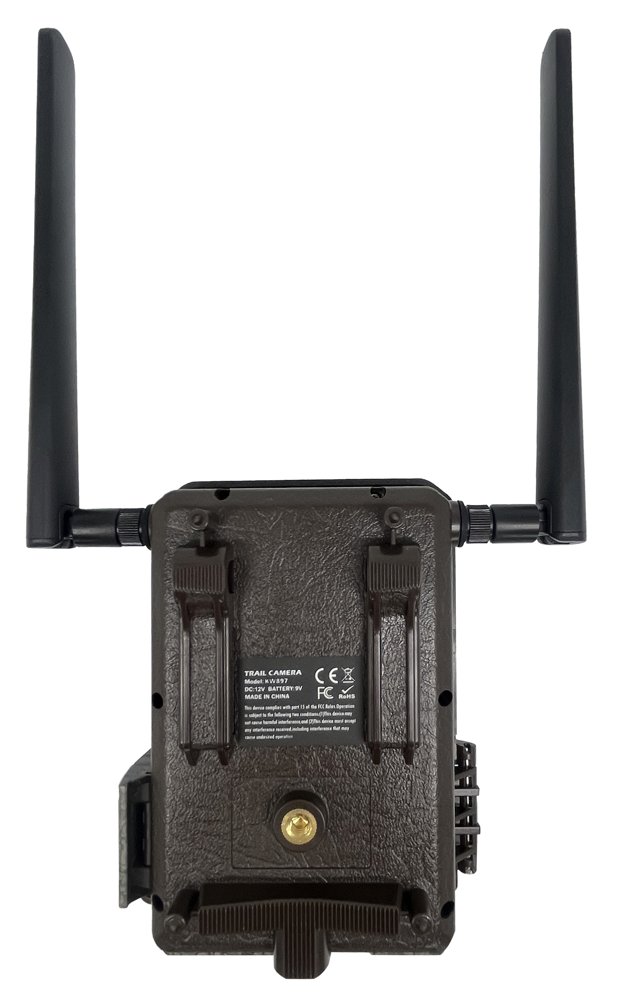 TRAIL CAMERA
Model: KW897
DC:12V BATTERY:9V
MADE IN CHINA
CE
FC
RoHS
This device complies with part 15 of the FCC Rules.Operation
is subject to the following two conditions:(1)This device may
not cause harmful interference,and (2)This device must accept
any interference received,including interference that may
cause undesired operation